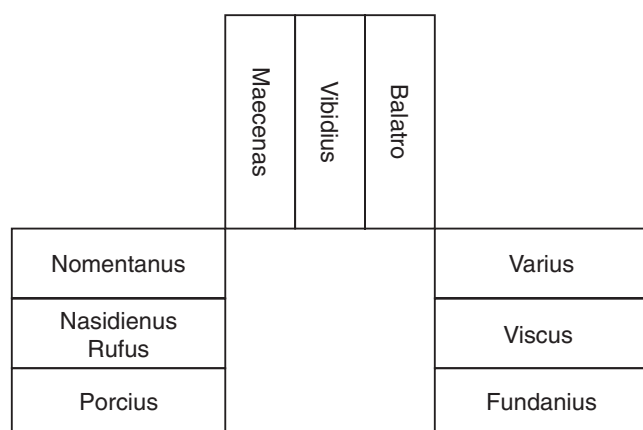 Maecenas
Vibidius
Balatro
Nomentanus
Varius
Nasidienus
Rufus
Viscus
Porcius
Fundanius